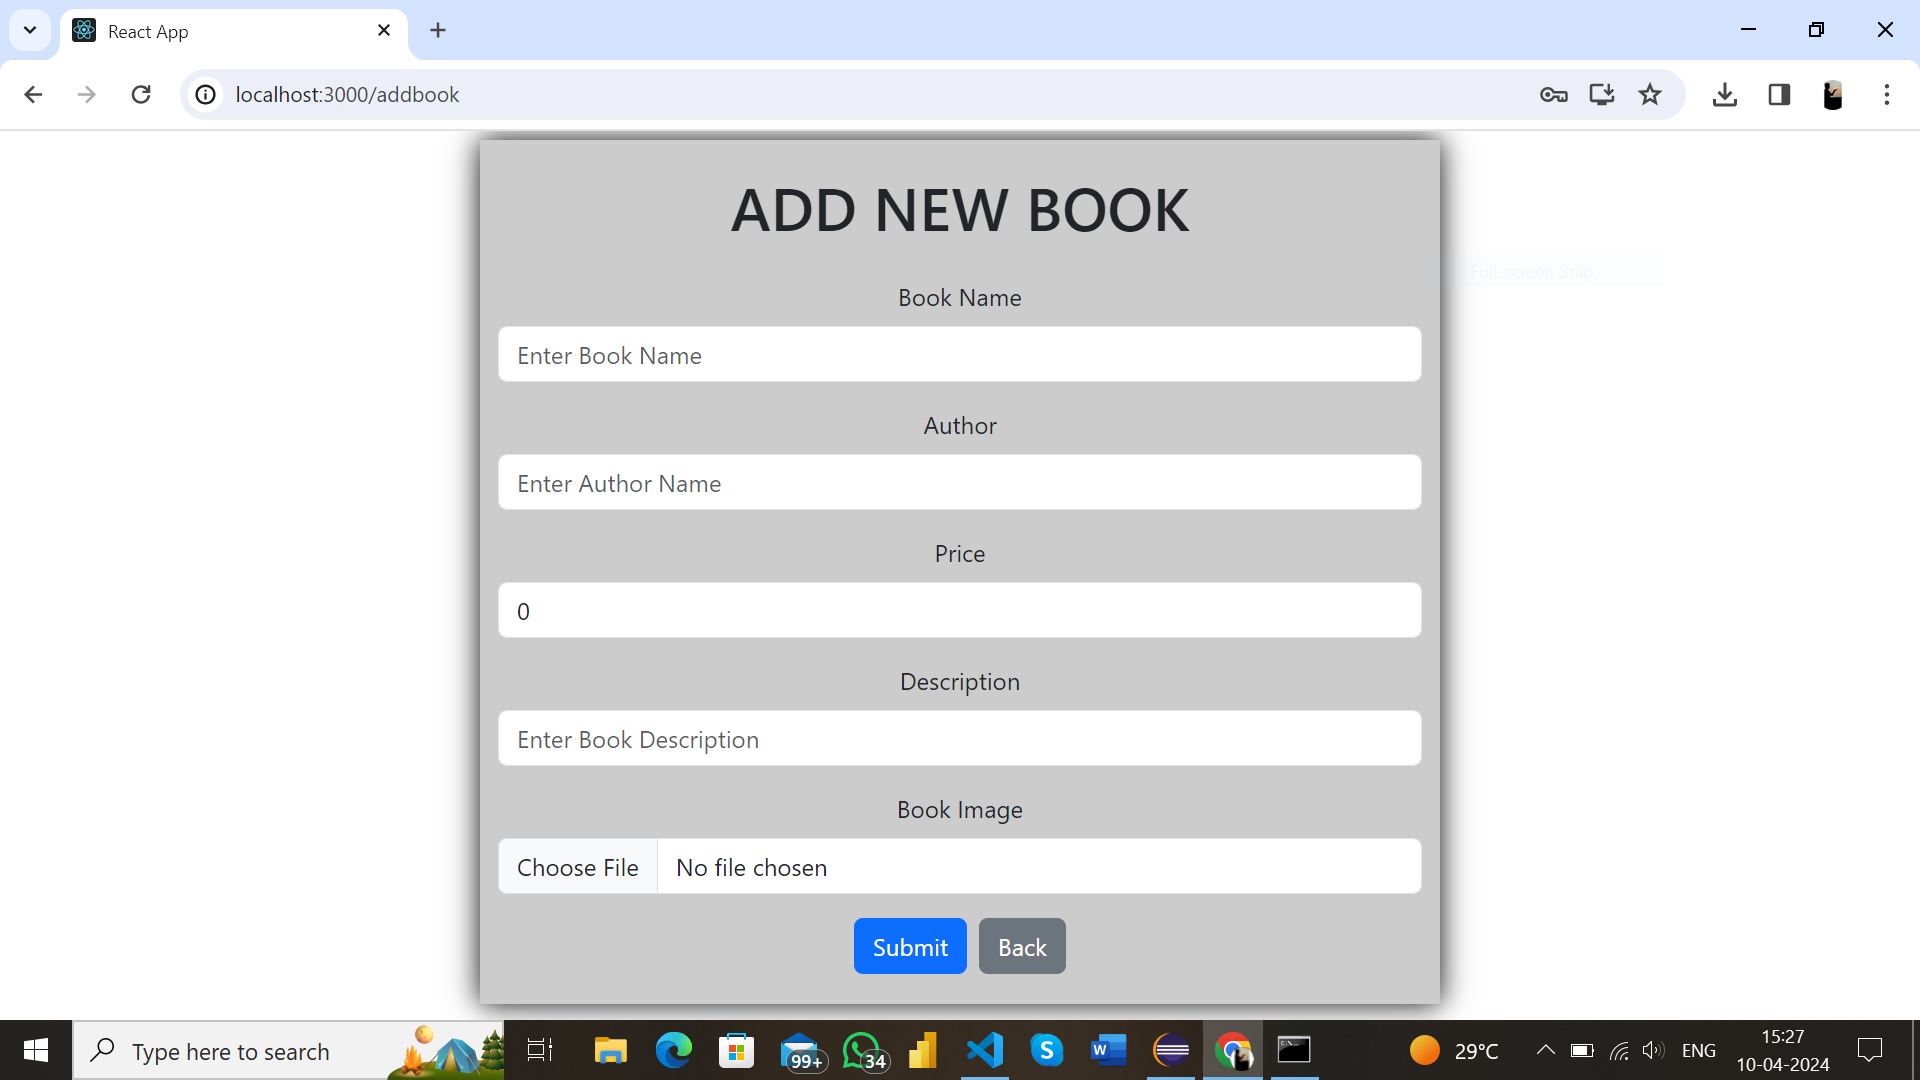 React App
localhost:3000/addbook
ADD NEW BOOK
Full-screen Snip
Book Name
Enter Book Name
Author
Enter Author Name
Price
0
Description
Enter Book Description
Book Image
Choose File No file chosen
Submit Back
Type here to search
99+
34
S
W
C:\_
29°C
ENG
15:27
10-04-2024